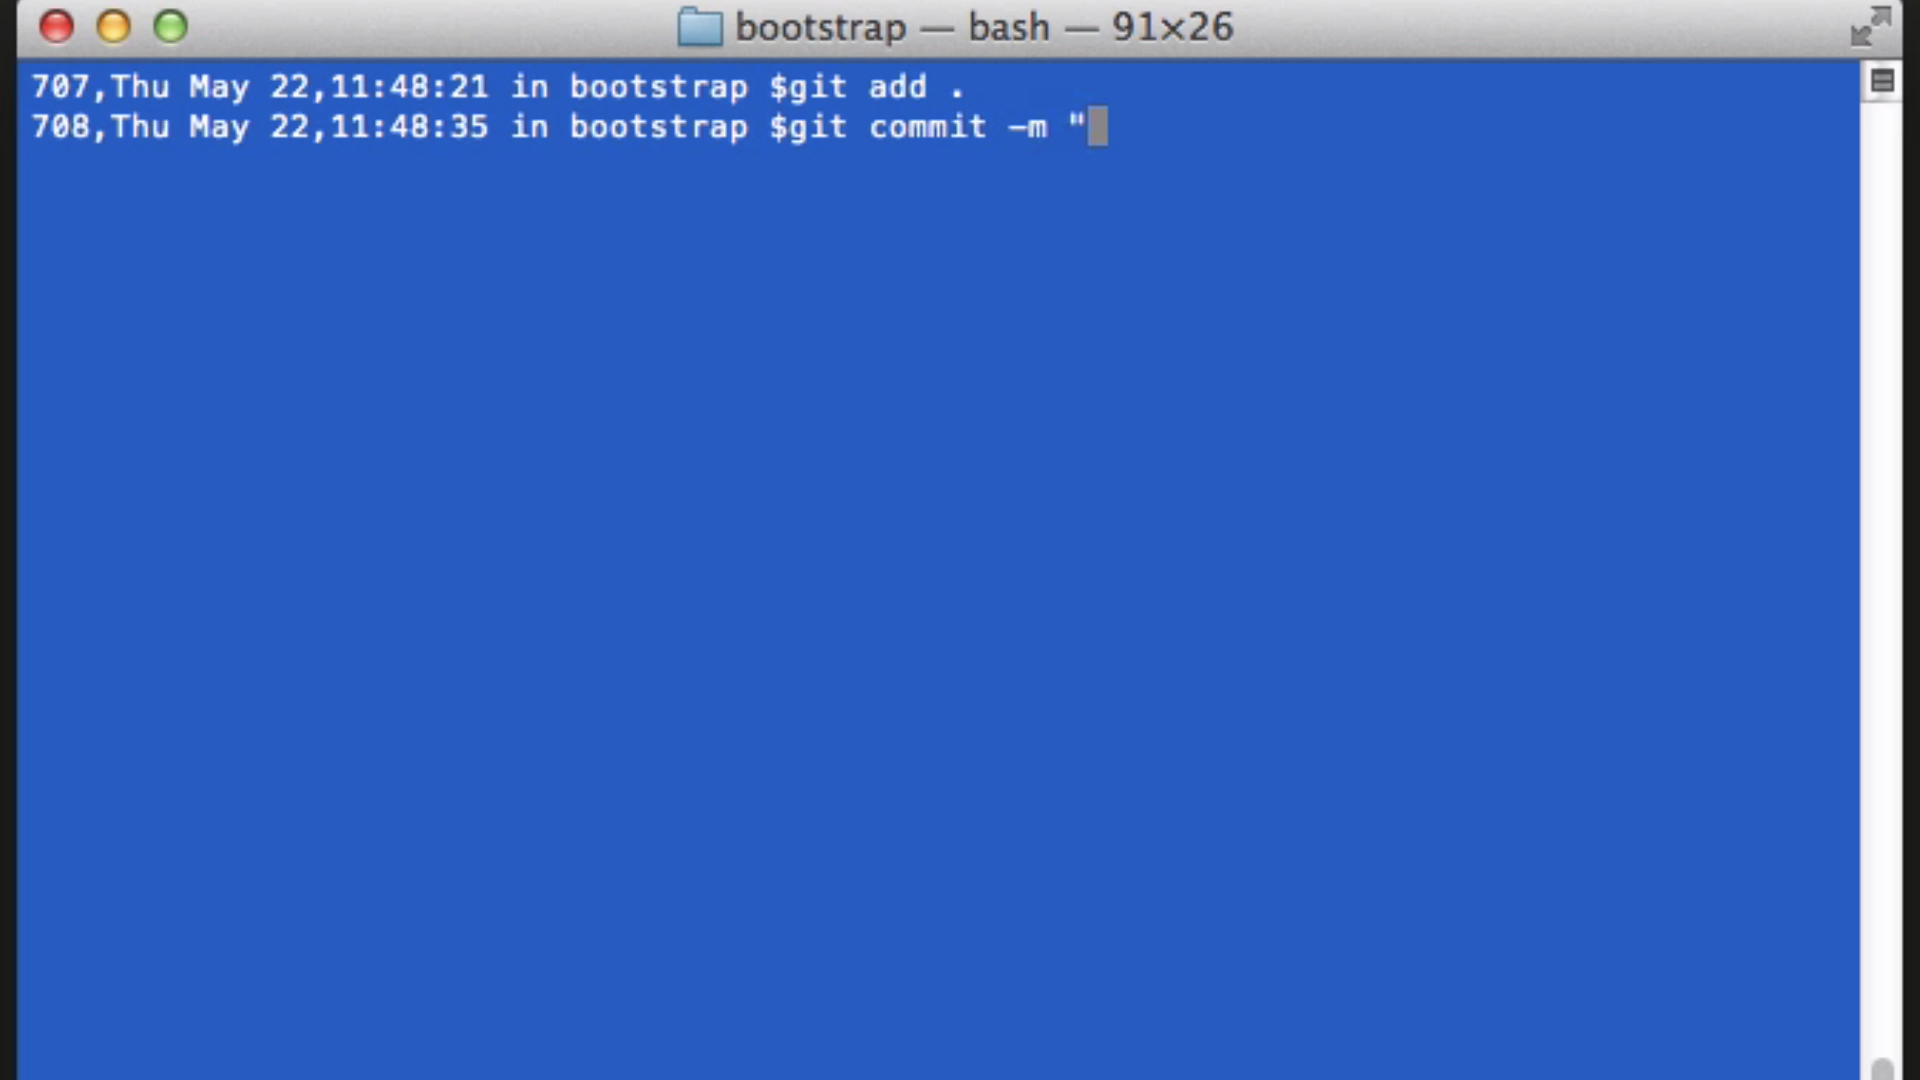 bootstrap — bash — 91×26
707,Thu May 22,11:48:21 in bootstrap $git add .
708,Thu May 22,11:48:35 in bootstrap $git commit -m "